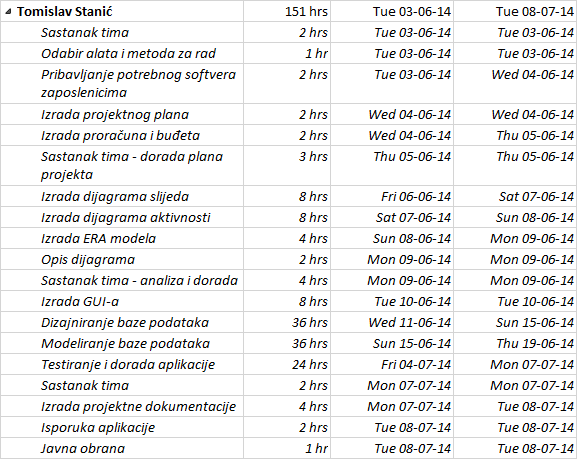 Tomislav Stanić 151 hrs Tue 03-06-14 Tue 08-07-14
Sastanak tima 2 hrs Tue 03-06-14 Tue 03-06-14
Odabir alata i metoda za rad 1 hr Tue 03-06-14 Tue 03-06-14
Pribavljanje potrebnog softvera 2 hrs Tue 03-06-14 Wed 04-06-14
zaposlenicima
Izrada projektnog plana 2 hrs Wed 04-06-14 Wed 04-06-14
Izrada proračuna i buđeta 2 hrs Wed 04-06-14 Thu 05-06-14
Sastanak tima - dorada plana 3 hrs Thu 05-06-14 Thu 05-06-14
projekta
Izrada dijagrama slijeda 8 hrs Fri 06-06-14 Sat 07-06-14
Izrada dijagrama aktivnosti 8 hrs Sat 07-06-14 Sun 08-06-14
Izrada ERA modela 4 hrs Sun 08-06-14 Mon 09-06-14
Opis dijagrama 2 hrs Mon 09-06-14 Mon 09-06-14
Sastanak tima - analiza i dorada 4 hrs Mon 09-06-14 Mon 09-06-14
Izrada GUI-a 8 hrs Tue 10-06-14 Tue 10-06-14
Dizajniranje baze podataka 36 hrs Wed 11-06-14 Sun 15-06-14
Modeliranje baze podataka 36 hrs Sun 15-06-14 Thu 19-06-14
Testiranje i dorada aplikacije 24 hrs Fri 04-07-14 Mon 07-07-14
Sastanak tima 2 hrs Mon 07-07-14 Mon 07-07-14
Izrada projektne dokumentacije 4 hrs Mon 07-07-14 Tue 08-07-14
Isporuka aplikacije 2 hrs Tue 08-07-14 Tue 08-07-14
Javna obrana 1 hr Tue 08-07-14 Tue 08-07-14